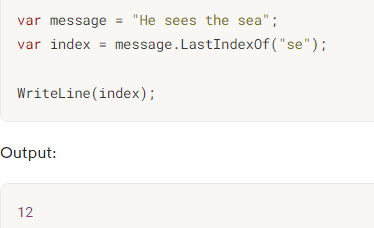 var message = "He sees the sea";
var index = message.LastIndexOf("se");
WriteLine(index);
Output:
12